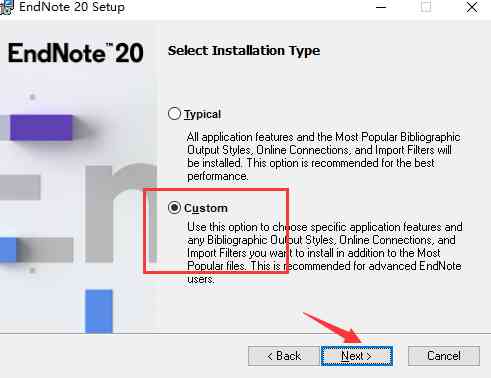 EndNote 20 Setup
EndNote™ 20
Select Installation Type
Typical
All application features and the Most Popular Bibliographic
Output Styles, Online Connections, and Import Filters will
be installed. This option is recommended for the best
performance.
Custom
Use this option to choose specific application features and
any Bibliographic Output Styles, Online Connections, and
Import Filters you want to install in addition to the Most
Popular files. This is recommended for advanced EndNote
users.
< Back
Next >
Cancel